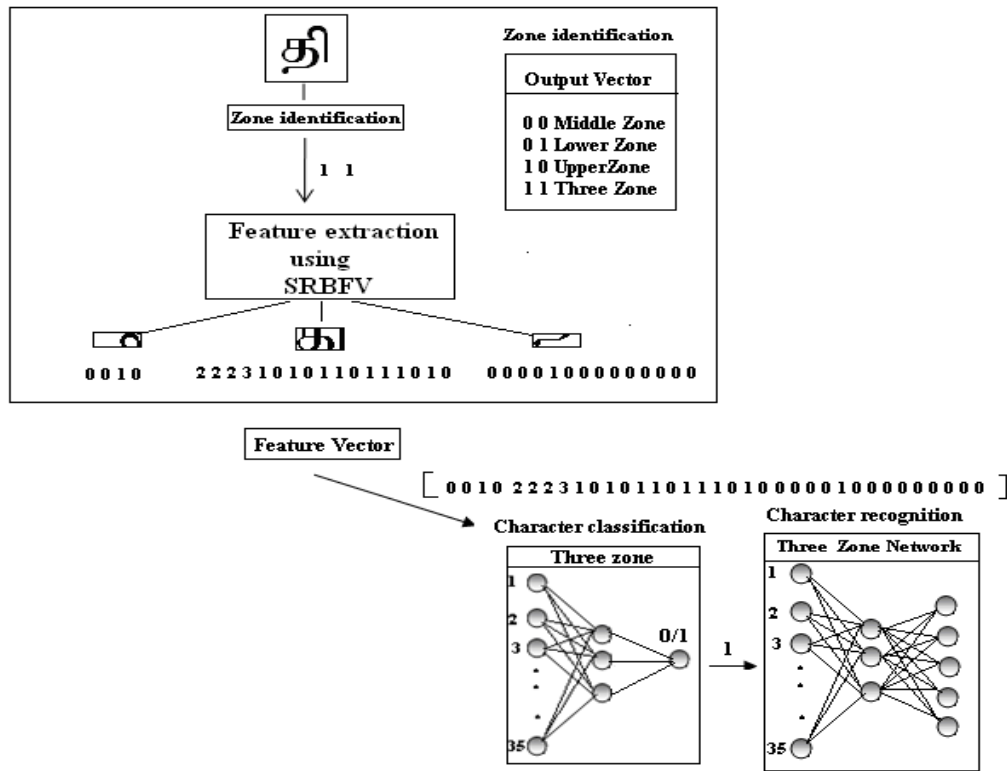 தி
Zone identification
Zone identification
Output Vector
0 0 Middle Zone
0 1 Lower Zone
1 0 UpperZone
1 1 Three Zone
1 1
Feature extraction
using
SRBFV
0 0 1 0
2 2 2 3 1 0 1 0 1 1 0 1 1 1 0 1 0
0 0 0 0 1 0 0 0 0 0 0 0 0 0
Feature Vector
[ 0 0 1 0 2 2 2 3 1 0 1 0 1 1 0 1 1 1 0 1 0 0 0 0 0 1 0 0 0 0 0 0 0 0 0 ]
Character classification
Three zone
1
2
3
35
0/1
1
Character recognition
Three Zone Network
1
2
3
35